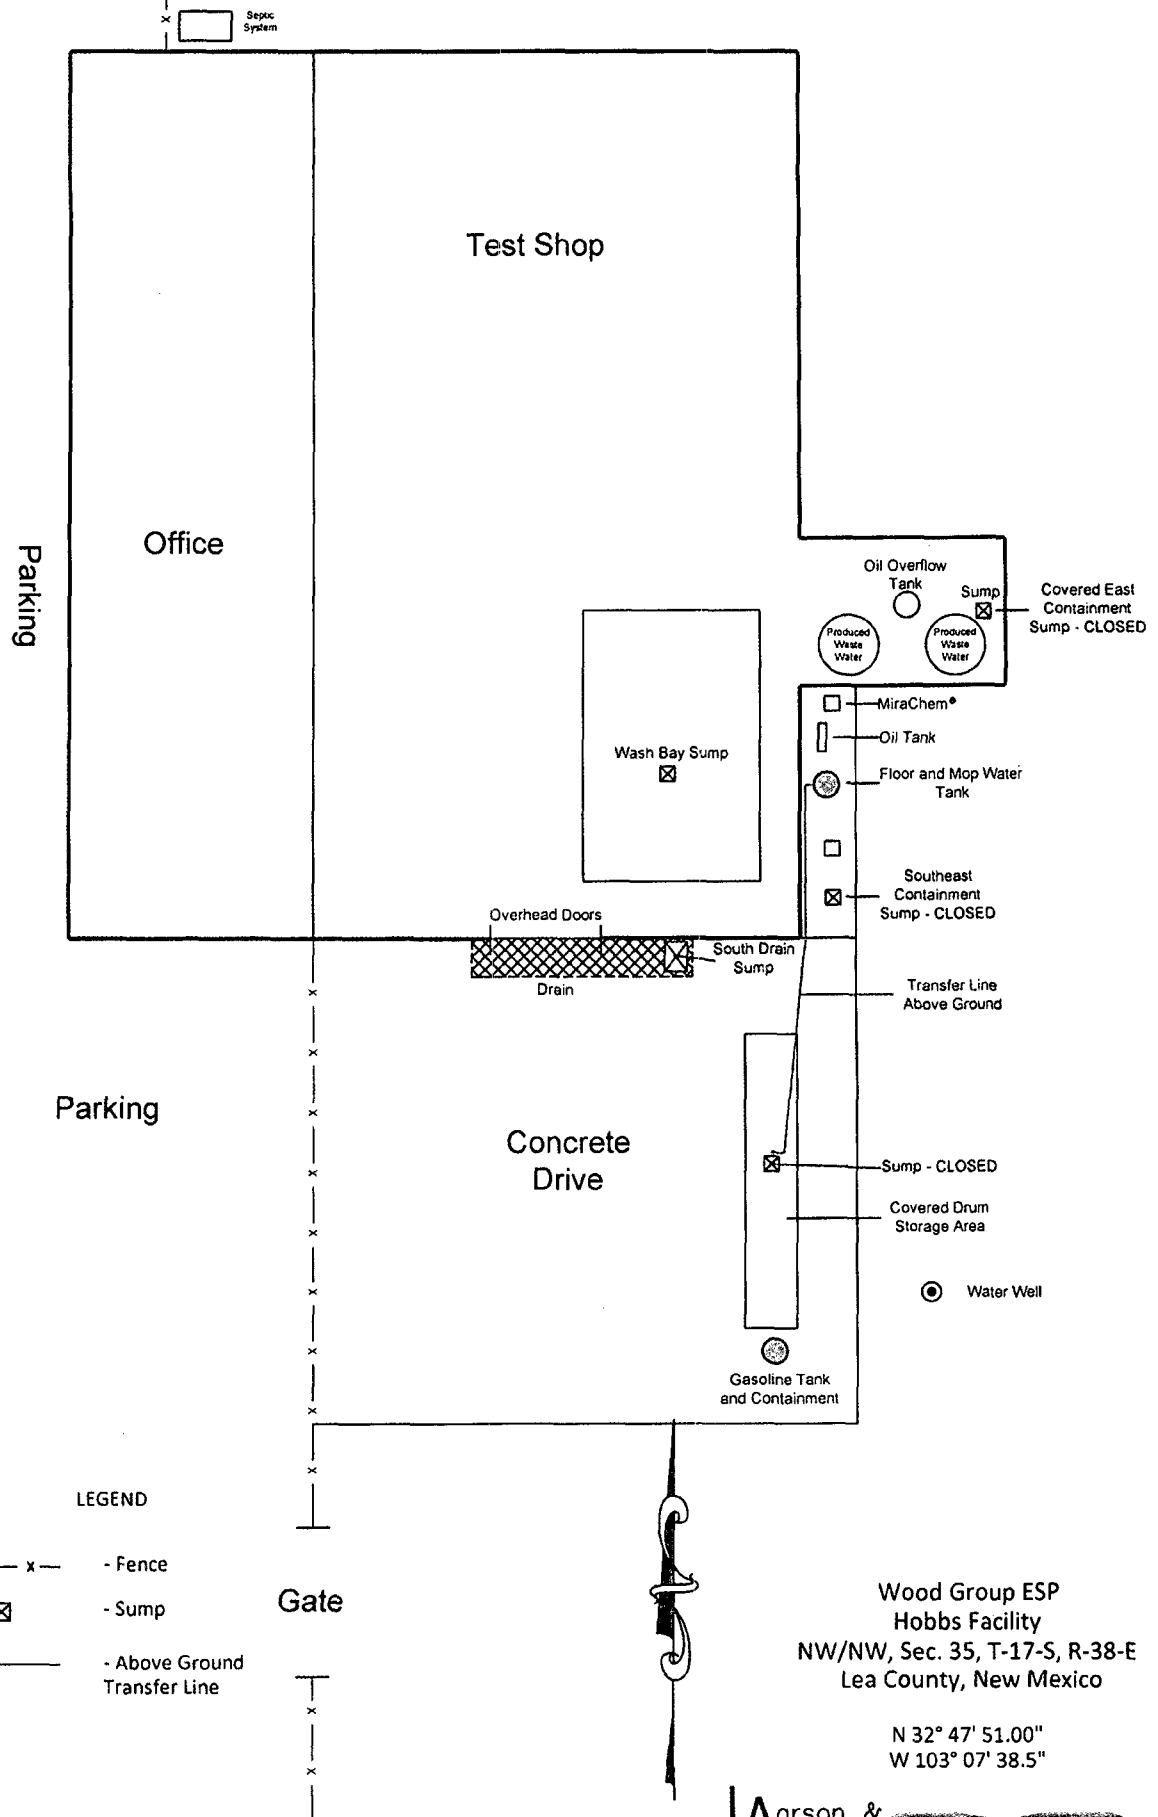 Septic
System
Test Shop
Office
Parking
Oil Overflow
Tank
Sump
Covered East
Containment
Sump - CLOSED
Produced
Waste
Water
Produced
Waste
Water
MiraChem®
Oil Tank
Wash Bay Sump
Floor and Mop Water
Tank
Southeast
Containment
Sump - CLOSED
Overhead Doors
South Drain
Sump
Drain
Transfer Line
Above Ground
Parking
Concrete
Drive
Sump - CLOSED
Covered Drum
Storage Area
Water Well
Gasoline Tank
and Containment
LEGEND
- Fence
- Sump
- Above Ground
Transfer Line
Gate
Wood Group ESP
Hobbs Facility
NW/NW, Sec. 35, T-17-S, R-38-E
Lea County, New Mexico
N 32° 47' 51.00"
W 103° 07' 38.5"
arson &